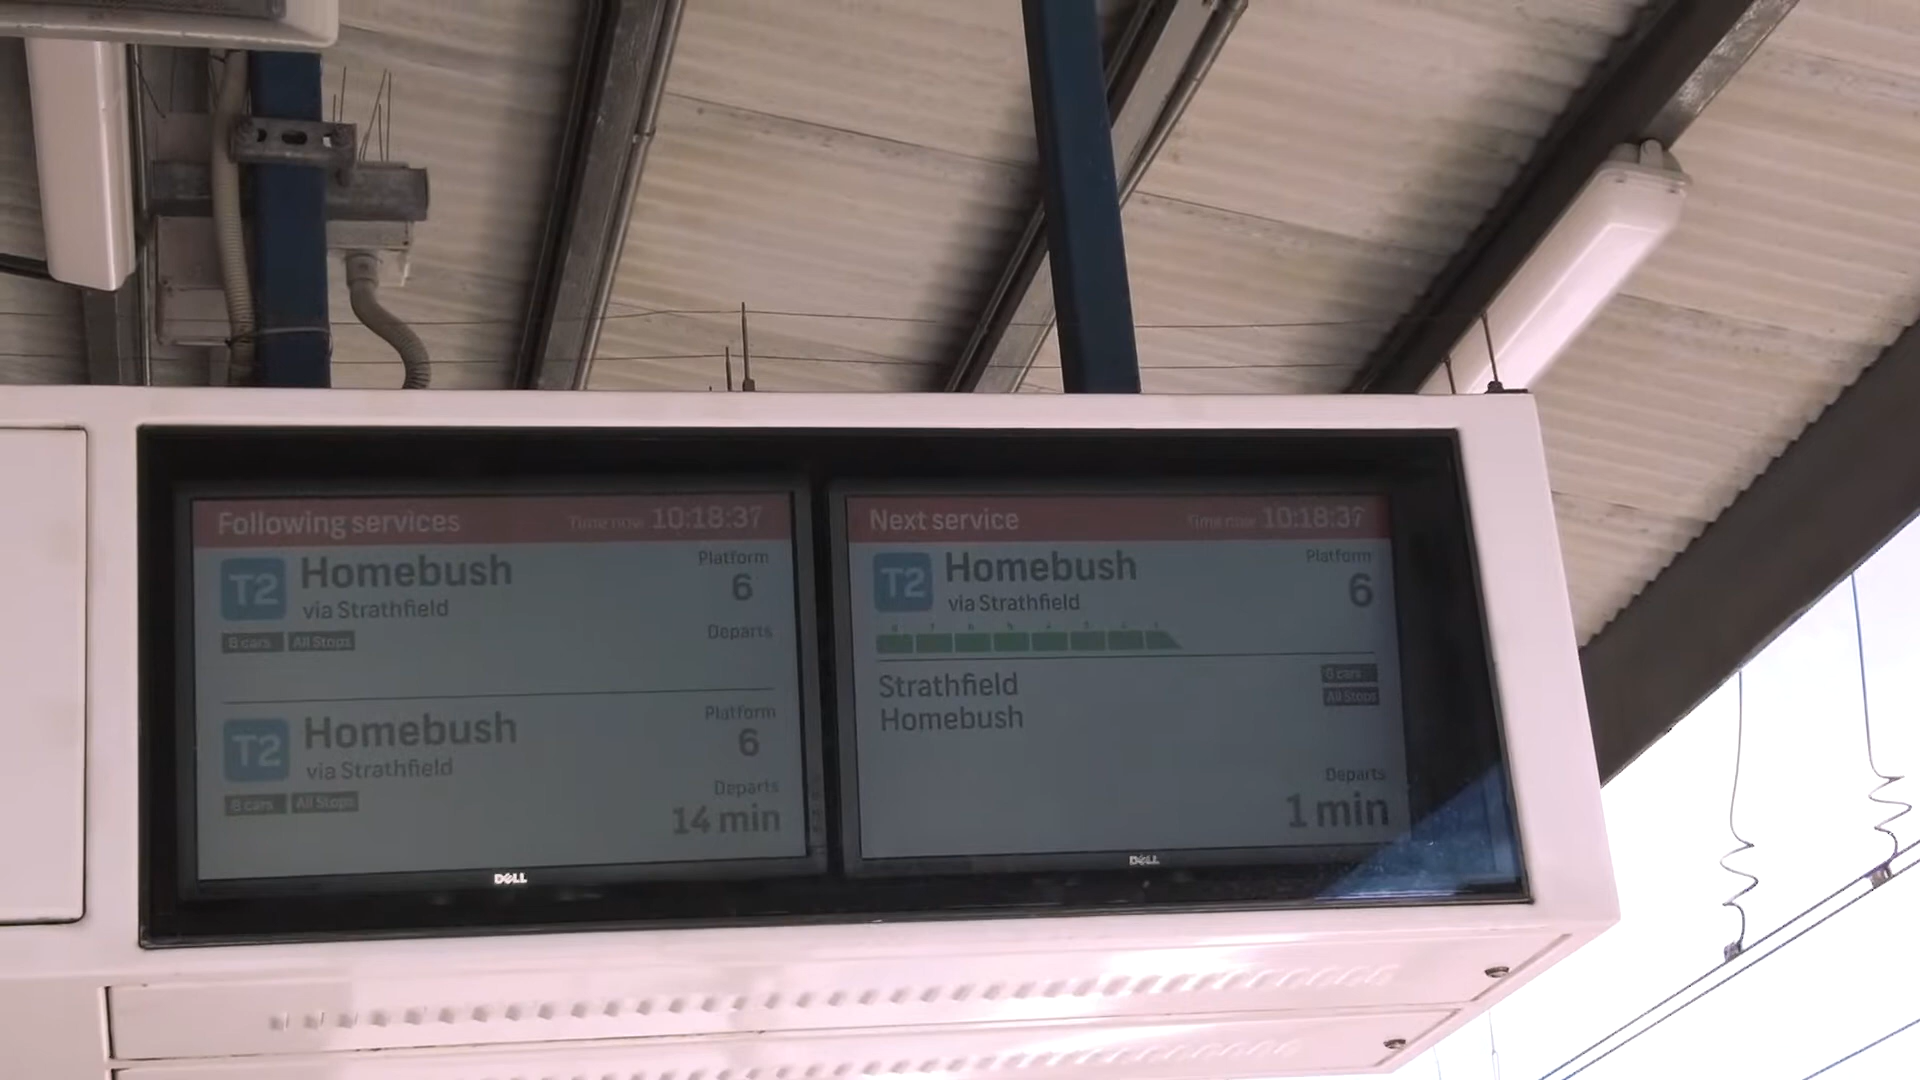 Following services Time now 10:18:37
T2 Homebush Platform
via Strathfield 6
8 cars All Stops Departs
T2 Homebush Platform
via Strathfield 6
8 cars All Stops Departs
14 min
DELL
Next service Time now 10:18:37
T2 Homebush Platform
via Strathfield 6
Strathfield 8 cars
Homebush All Stops
Departs
1 min
DELL